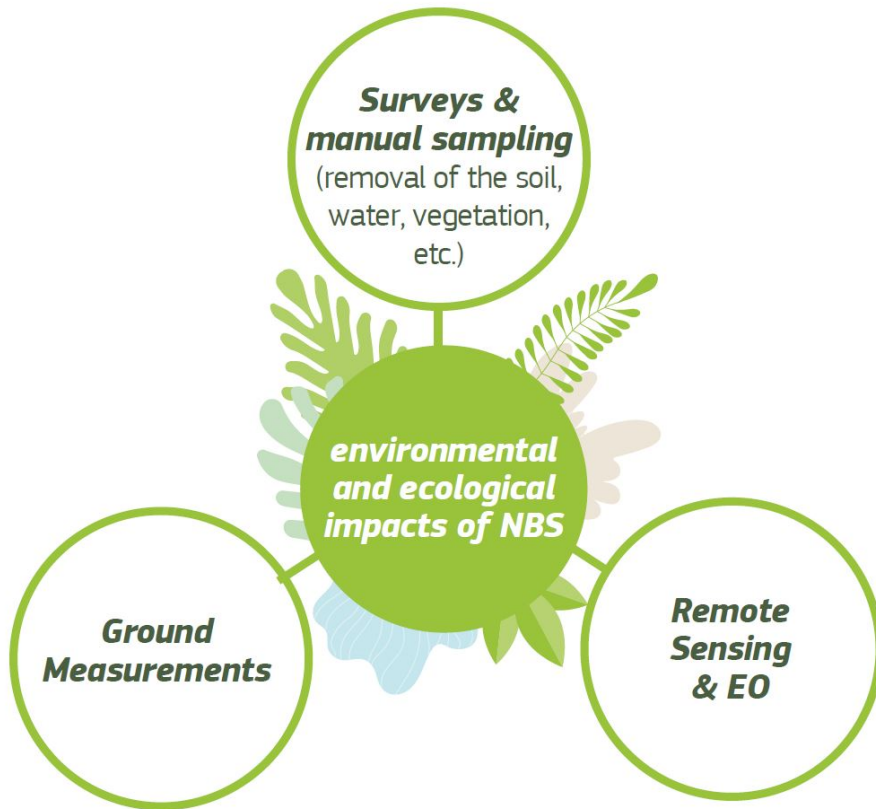 Surveys &
manual sampling
(removal of the soil,
water, vegetation,
etc.)
environmental
and ecological
impacts of NBS
Ground
Measurements
Remote
Sensing
& EO